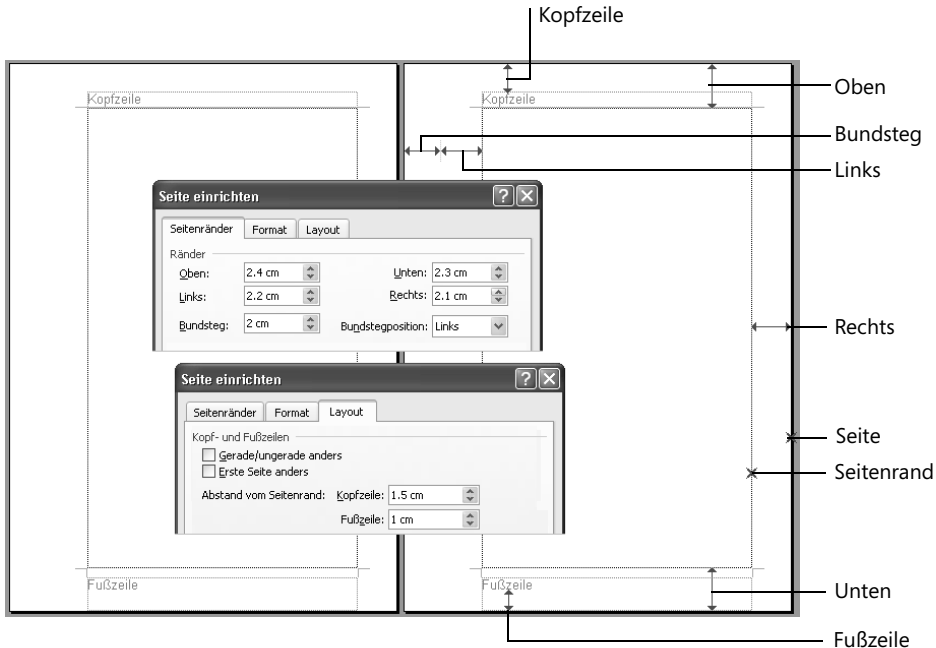 Kopfzeile
Kopfzeile
Kopfzeile
Oben
Bundsteg
Links
Seite einrichten
Seitenränder Format Layout
Ränder
Oben: 2.4 cm Unten: 2.3 cm
Links: 2.2 cm Rechts: 2.1 cm
Bundsteg: 2 cm Bundstegposition: Links
Rechts
Seite einrichten
Seitenränder Format Layout
Kopf- und Fußzeilen
Gerade/ungerade anders
Erste Seite anders
Abstand vom Seitenrand: Kopfzeile: 1.5 cm
Fußzeile: 1 cm
Seite
Seitenrand
Fußzeile
Fußzeile
Unten
Fußzeile